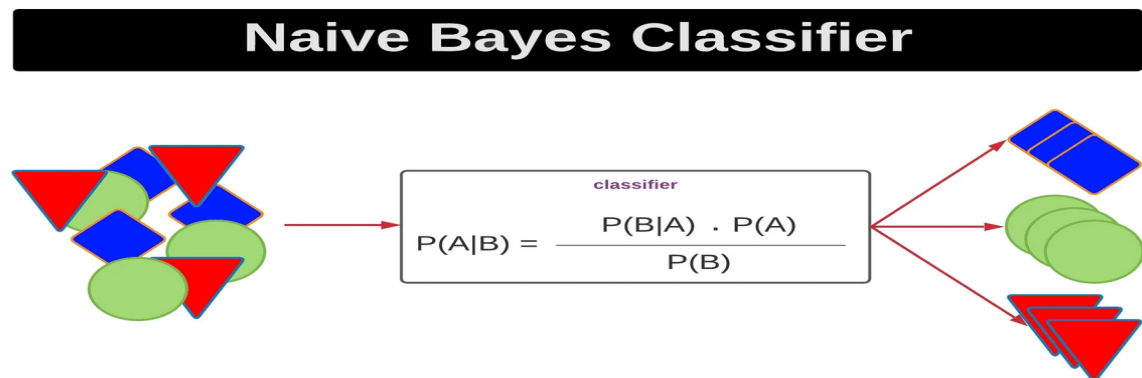 Naive Bayes Classifier
classifier
P(B|A) . P(A)
P(A|B) =
P(B)